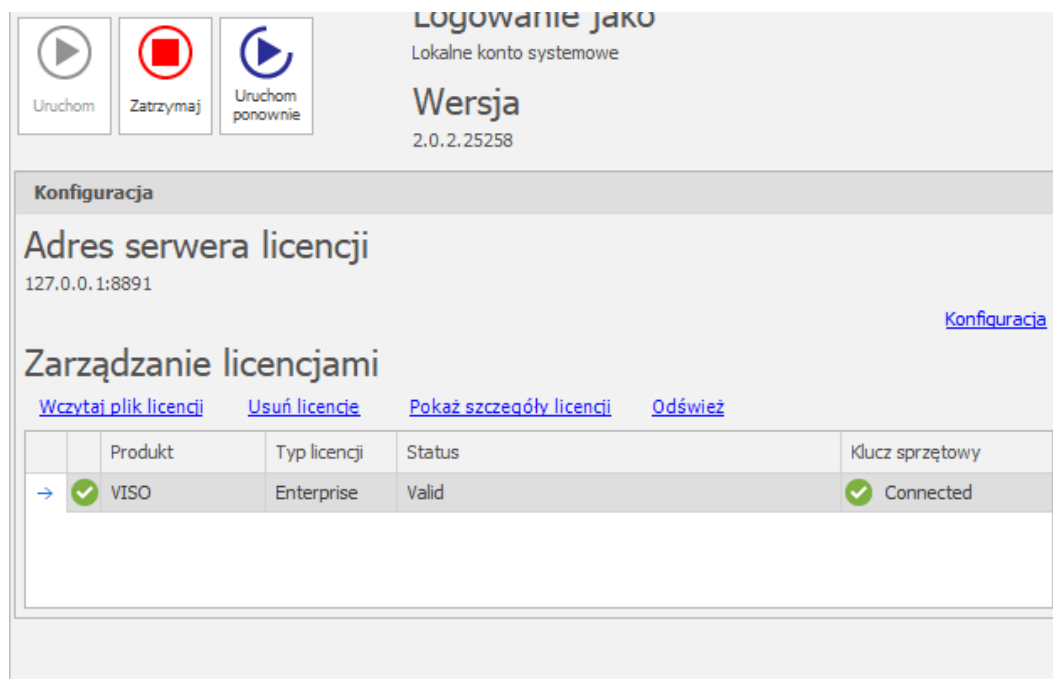 Logowanie jako
Lokalne konto systemowe
Uruchom
Zatrzymaj
Uruchom
ponownie
Wersja
2.0.2.25258
Konfiguracja
Adres serwera licencji
127.0.0.1:8891
Konfiguracja
Zarządzanie licencjami
Wczytaj plik licencji Usuń licencje Pokaż szczegóły licencji Odśwież
Produkt Typ licencji Status Klucz sprzętowy
VISO Enterprise Valid Connected